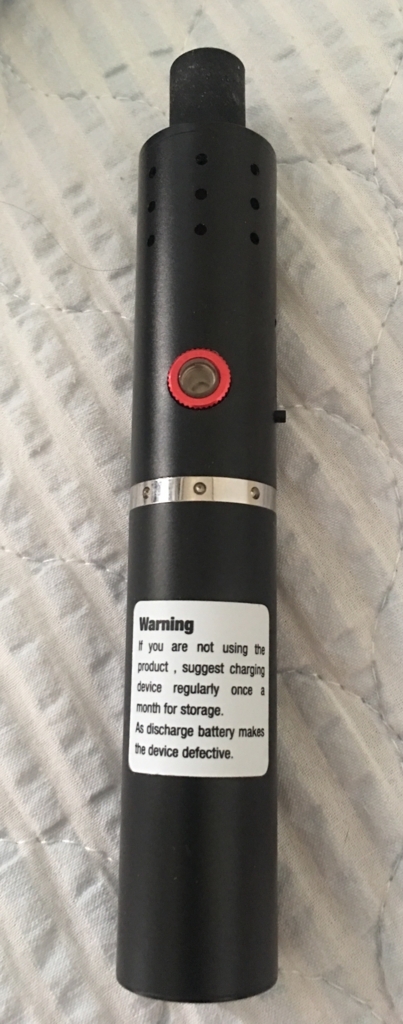 Warning
If you are not using the
product , suggest charging
device regularly once a
month for storage.
As discharge battery makes
the device defective.